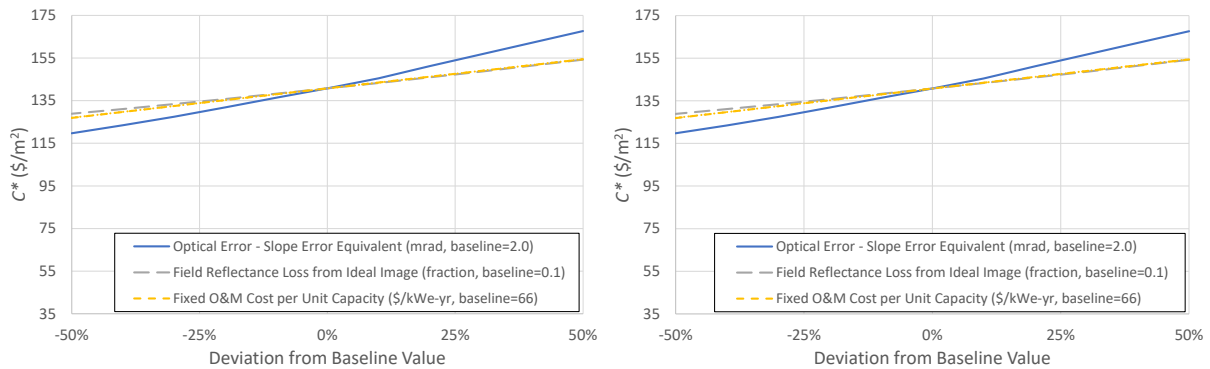 175
155
135
115
95
75
55
35
C* ($/m²)
Optical Error - Slope Error Equivalent (mrad, baseline=2.0)
Field Reflectance Loss from Ideal Image (fraction, baseline=0.1)
Fixed O&M Cost per Unit Capacity ($/kWe-yr, baseline=66)
-50% -25% 0% 25% 50%
Deviation from Baseline Value
175
155
135
115
95
75
55
35
C* ($/m²)
Optical Error - Slope Error Equivalent (mrad, baseline=2.0)
Field Reflectance Loss from Ideal Image (fraction, baseline=0.1)
Fixed O&M Cost per Unit Capacity ($/kWe-yr, baseline=66)
-50% -25% 0% 25% 50%
Deviation from Baseline Value